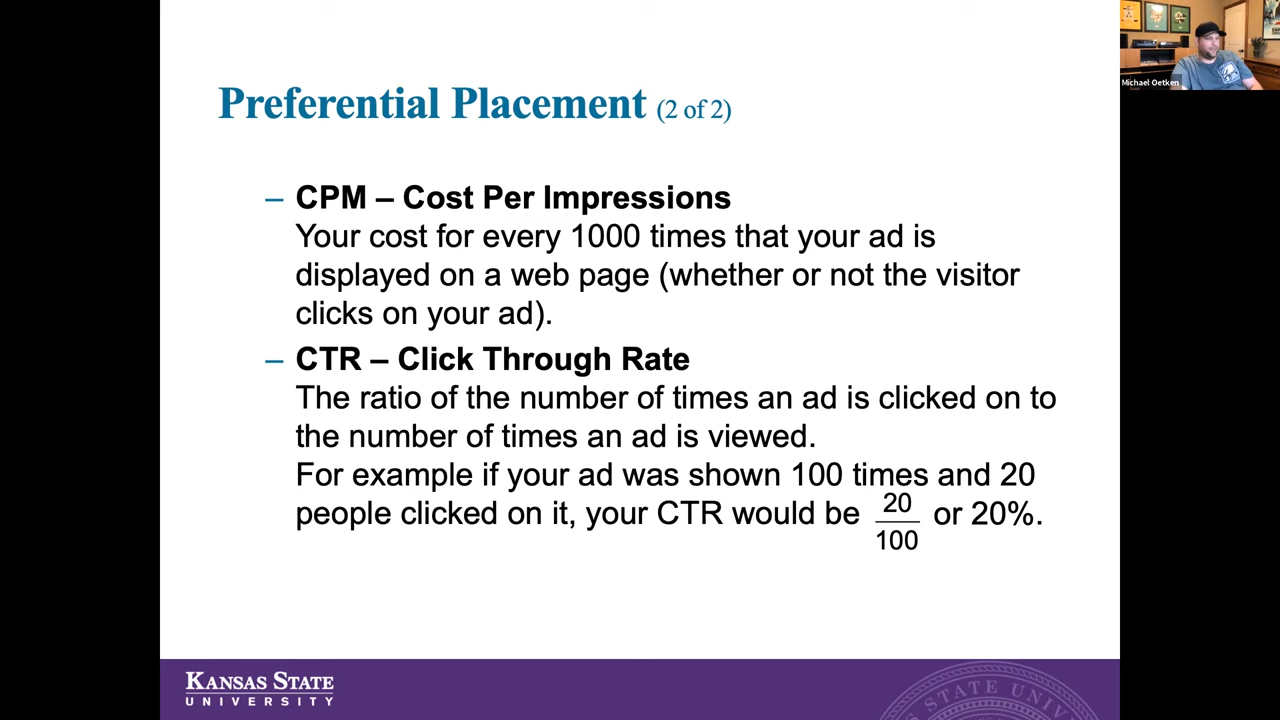 Preferential Placement (2 of 2)
– CPM – Cost Per Impressions
Your cost for every 1000 times that your ad is
displayed on a web page (whether or not the visitor
clicks on your ad).
– CTR – Click Through Rate
The ratio of the number of times an ad is clicked on to
the number of times an ad is viewed.
For example if your ad was shown 100 times and 20
people clicked on it, your CTR would be 20/100 or 20%.
KANSAS STATE
UNIVERSITY
STATE UNIV
Michael Oetken